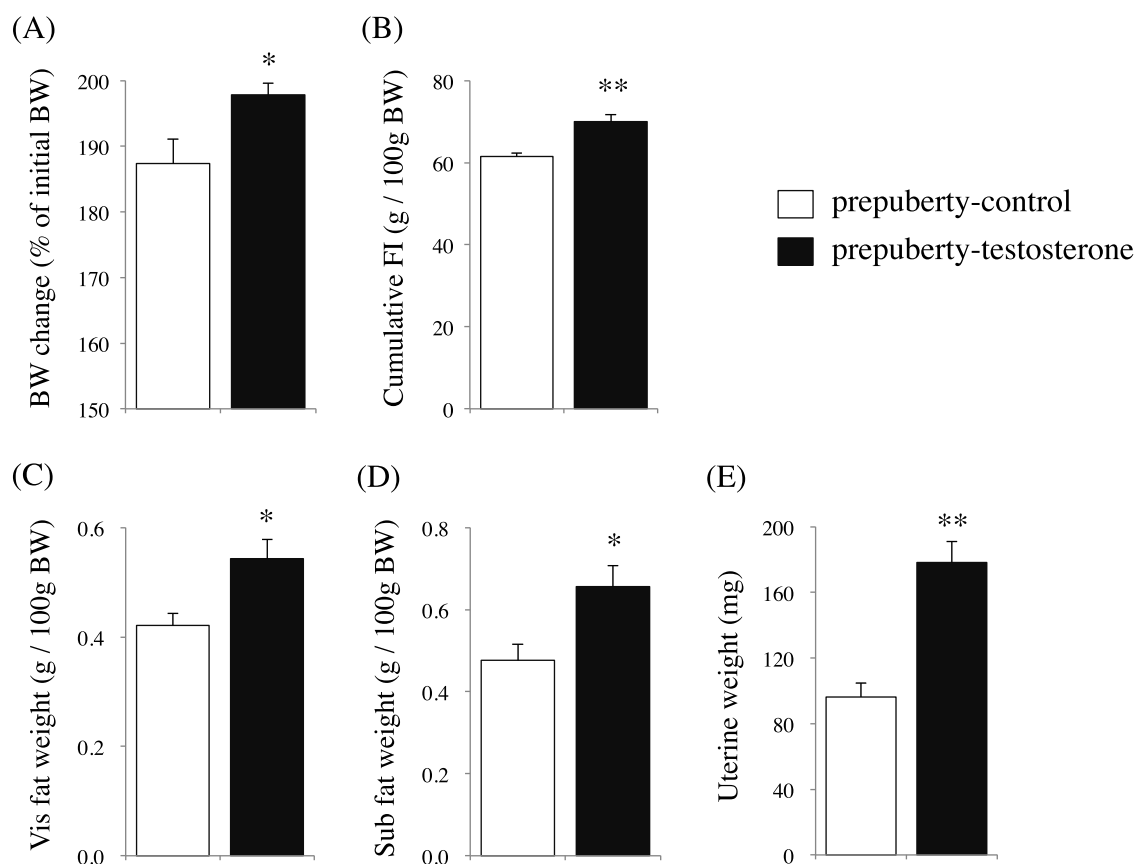 (A)
BW change (% of initial BW)
200
190
180
170
160
150
*
(B)
Cumulative FI (g / 100g BW)
80
60
40
20
0
**
prepuberty-control
prepuberty-testosterone
(C)
Vis fat weight (g / 100g BW)
0.6
0.4
0.2
0.0
*
(D)
Sub fat weight (g / 100g BW)
0.8
0.6
0.4
0.2
0.0
*
(E)
Uterine weight (mg)
200
160
120
80
40
0
**